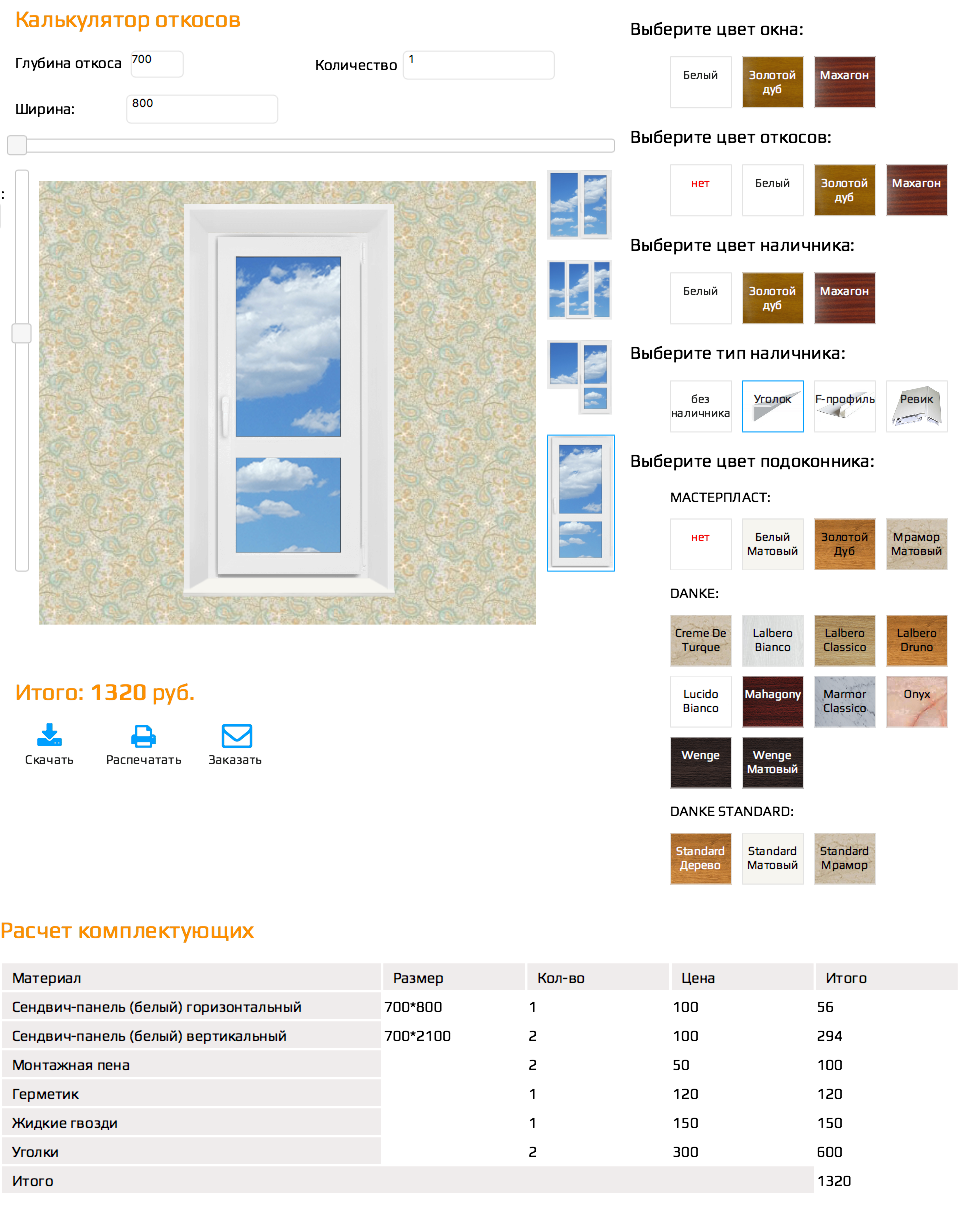 Калькулятор откосов
Глубина откоса 700
Количество 1
Ширина: 800
:
Выберите цвет окна:
Белый
Золотой
дуб
Махагон
Выберите цвет откосов:
нет
Белый
Золотой
дуб
Махагон
Выберите цвет наличника:
Белый
Золотой
дуб
Махагон
Выберите тип наличника:
без
наличника
Уголок
F-профиль
Ревик
Выберите цвет подоконника:
МАСТЕРПЛАСТ:
нет
Белый
Матовый
Золотой
Дуб
Мрамор
Матовый
DANKE:
Creme De
Turque
Lalbero
Bianco
Lalbero
Classico
Lalbero
Druno
Lucido
Bianco
Mahagony
Marmor
Classico
Onyx
Wenge
Wenge
Матовый
DANKE STANDARD:
Standard
Дерево
Standard
Матовый
Standard
Мрамор
Итого: 1320 руб.
Скачать
Распечатать
Заказать
Расчет комплектующих
Материал Размер Кол-во Цена Итого
Сендвич-панель (белый) горизонтальный 700*800 1 100 56
Сендвич-панель (белый) вертикальный 700*2100 2 100 294
Монтажная пена 2 50 100
Герметик 1 120 120
Жидкие гвозди 1 150 150
Уголки 2 300 600
Итого 1320